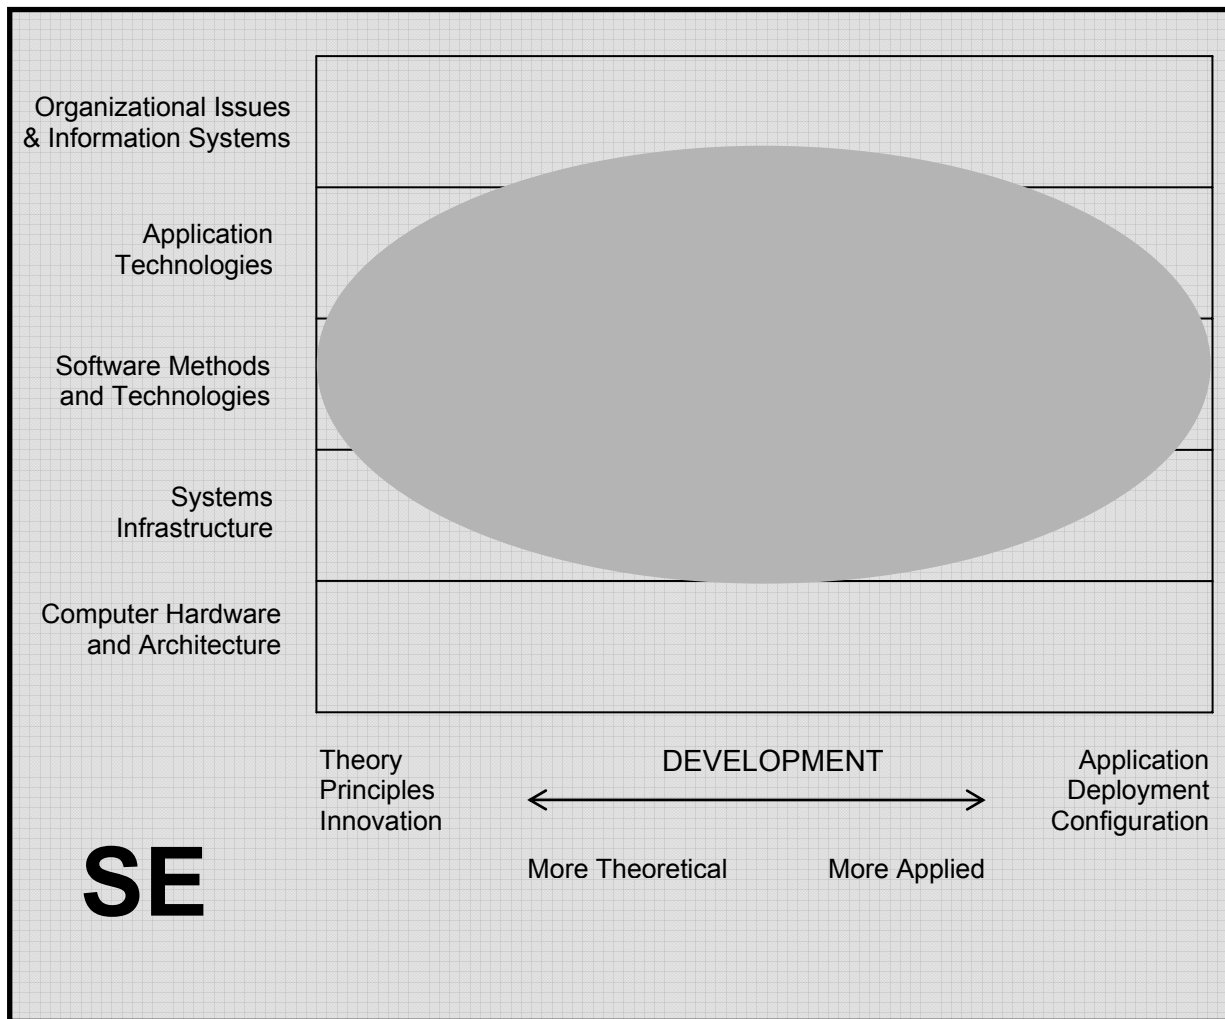 Organizational Issues
& Information Systems
Application
Technologies
Software Methods
and Technologies
Systems
Infrastructure
Computer Hardware
and Architecture
Theory
Principles
Innovation
DEVELOPMENT
Application
Deployment
Configuration
More Theoretical
More Applied
SE